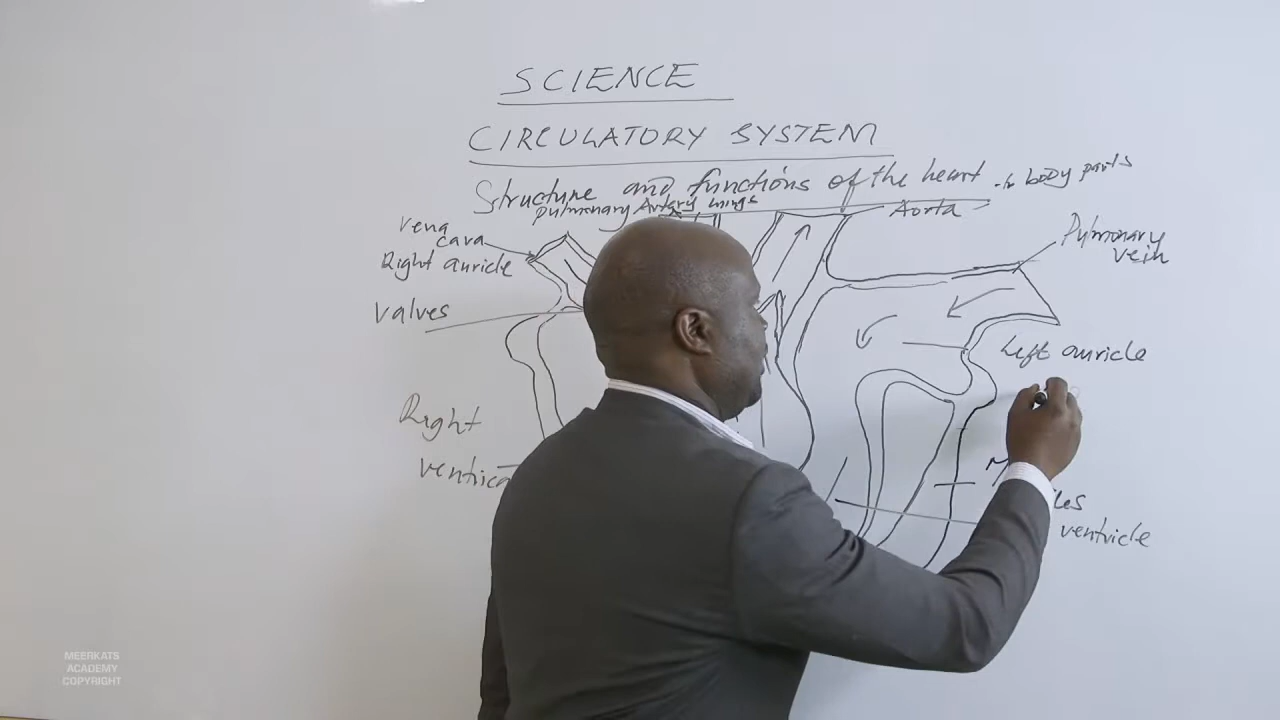 SCIENCE
CIRCULATORY SYSTEM
Structure and functions of the heart
to body parts
Pulmonary Artery
Aorta
vena
cava
Right auricle
Pulmonary
vein
valves
Left auricle
Right
ventric
les
ventricle
MEERKATS
ACADEMY
COPYRIGHT